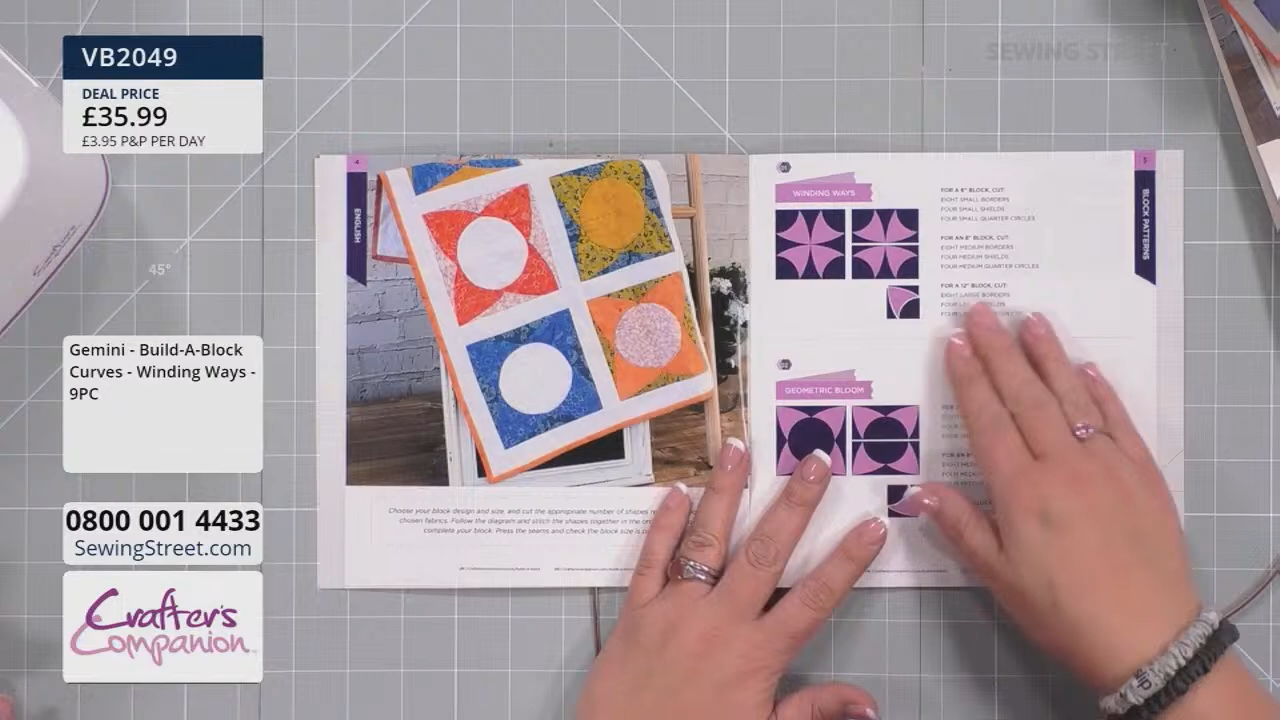 VB2049
DEAL PRICE
£35.99
£3.95 P&P PER DAY
45°
Gemini - Build-A-Block
Curves - Winding Ways -
9PC
0800 001 4433
SewingStreet.com
Crafter's
Companion
SEWING STREET
4
ENGLISH
Choose your block design and size, and cut the appropriate number of shapes
chosen fabrics. Follow the diagram and stitch the shapes together in the
complete your block. Press the seams and check the block size is
5
BLOCK PATTERNS
WINDING WAYS
FOR A 6" BLOCK, CUT:
EIGHT SMALL BORDERS
FOUR SMALL SHIELDS
FOUR SMALL QUARTER CIRCLES
FOR AN 8" BLOCK, CUT:
EIGHT MEDIUM BORDERS
FOUR MEDIUM SHIELDS
FOUR MEDIUM QUARTER CIRCLES
FOR A 12" BLOCK, CUT:
EIGHT LARGE BORDERS
GEOMETRIC BLOOM